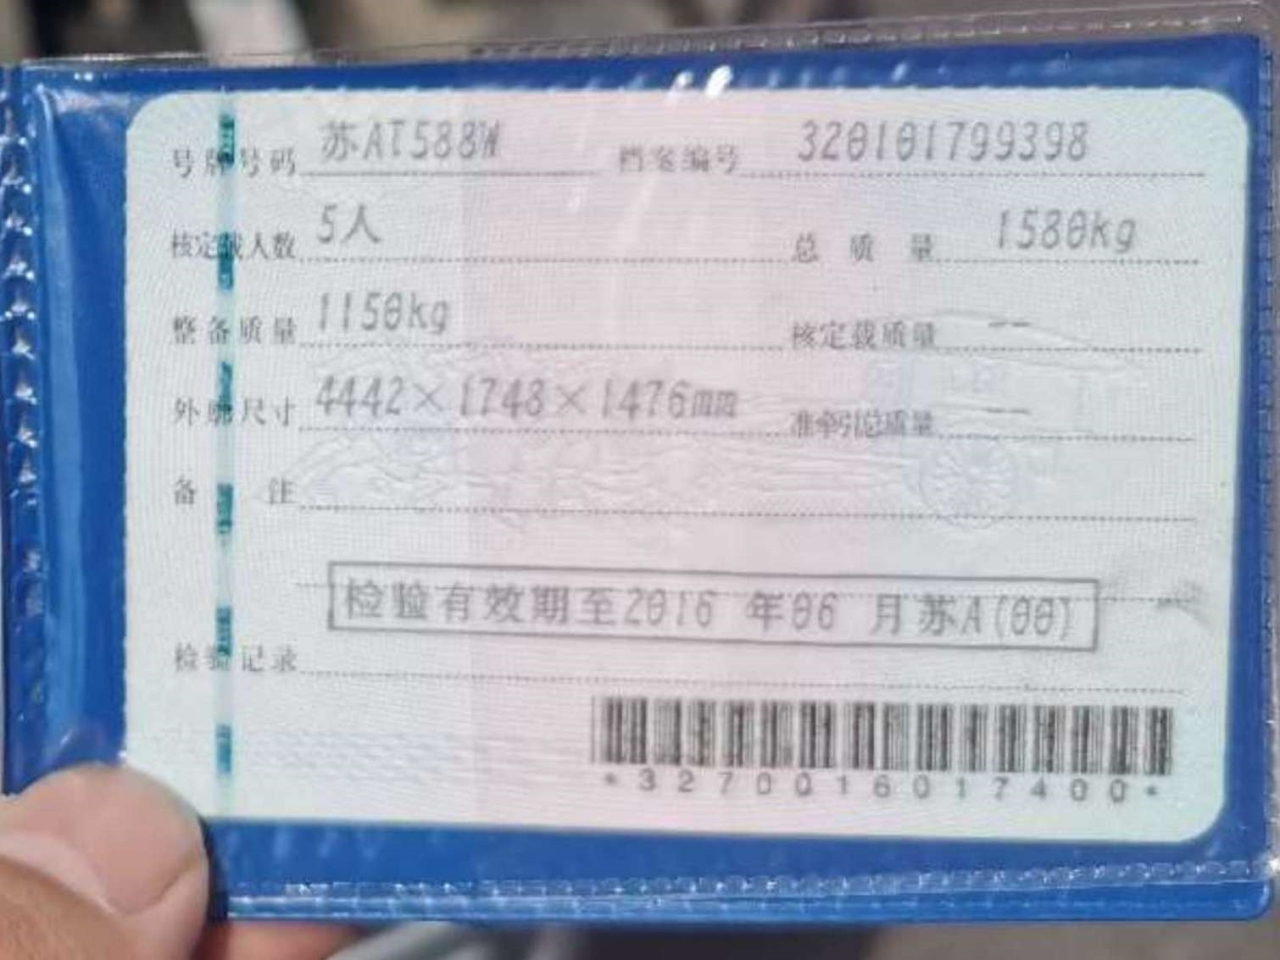 号牌号码 苏AT588W 档案编号 320101799398
核定载人数 5人 总质量 1580kg
整备质量 1150kg 核定载质量 --
外廓尺寸 4442×1748×1476mm 准牵引总质量 --
备注
检验有效期至2016 年06 月苏A(00)
检验记录
*3270016017400*